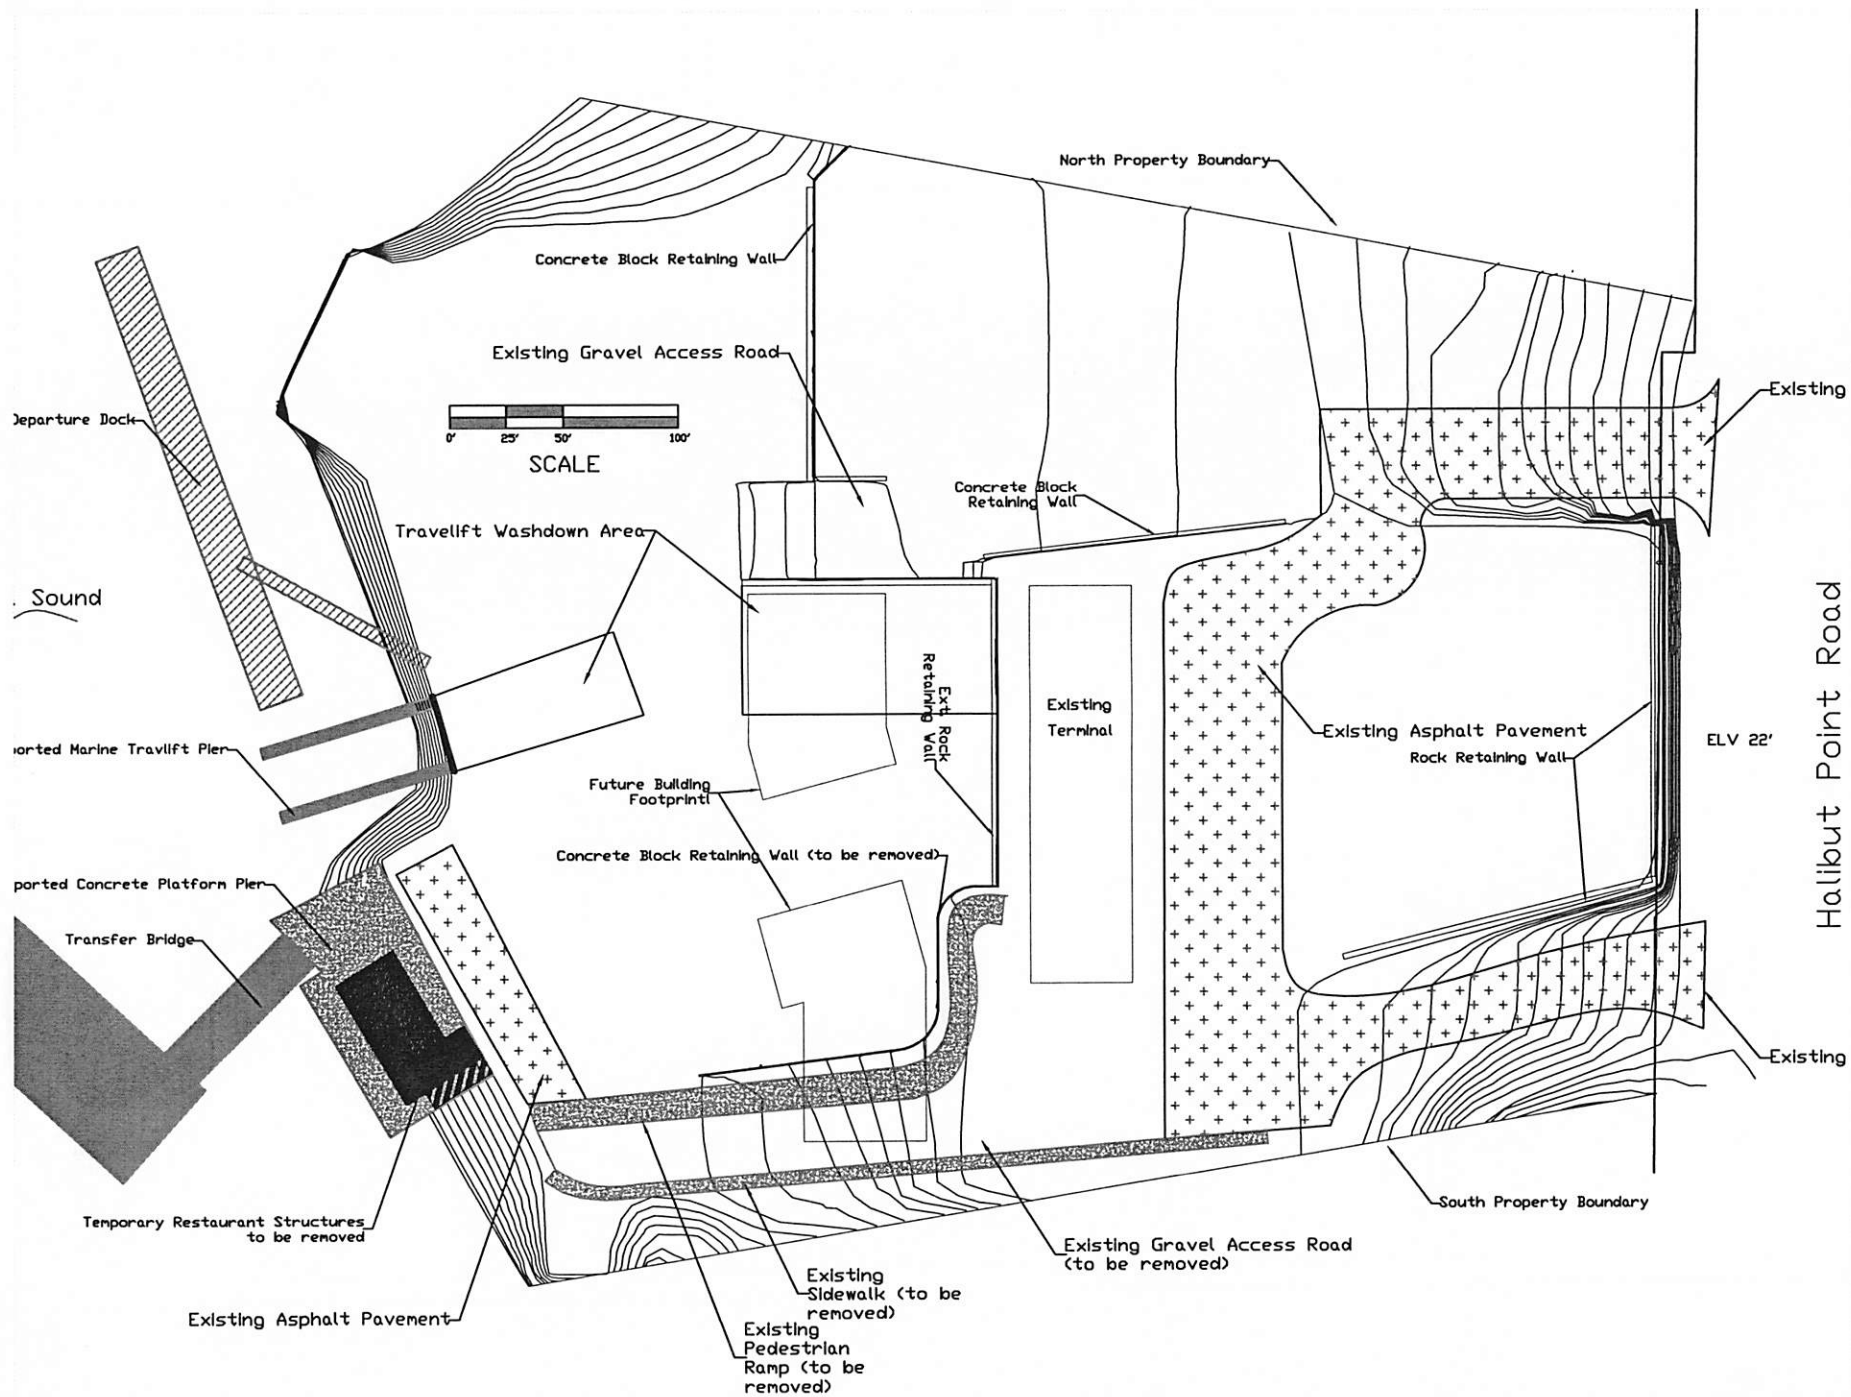 North Property Boundary
Concrete Block Retaining Wall
Existing Gravel Access Road
Existing
Departure Dock
0'
25'
50'
100'
SCALE
Concrete Block
Retaining Wall
Travelift Washdown Area
. Sound
Ext. Rock
Retaining Wall
Existing
Terminal
Existing Asphalt Pavement
Rock Retaining Wall
ELV 22'
Halibut Point Road
orted Marine Travlift Pier
Future Building
Footprintl
Concrete Block Retaining Wall (to be removed)
ported Concrete Platform Pier
Transfer Bridge
Existing
South Property Boundary
Temporary Restaurant Structures
to be removed
Existing Gravel Access Road
(to be removed)
Existing
Sidewalk (to be
removed)
Existing Asphalt Pavement
Existing
Pedestrian
Ramp (to be
removed)